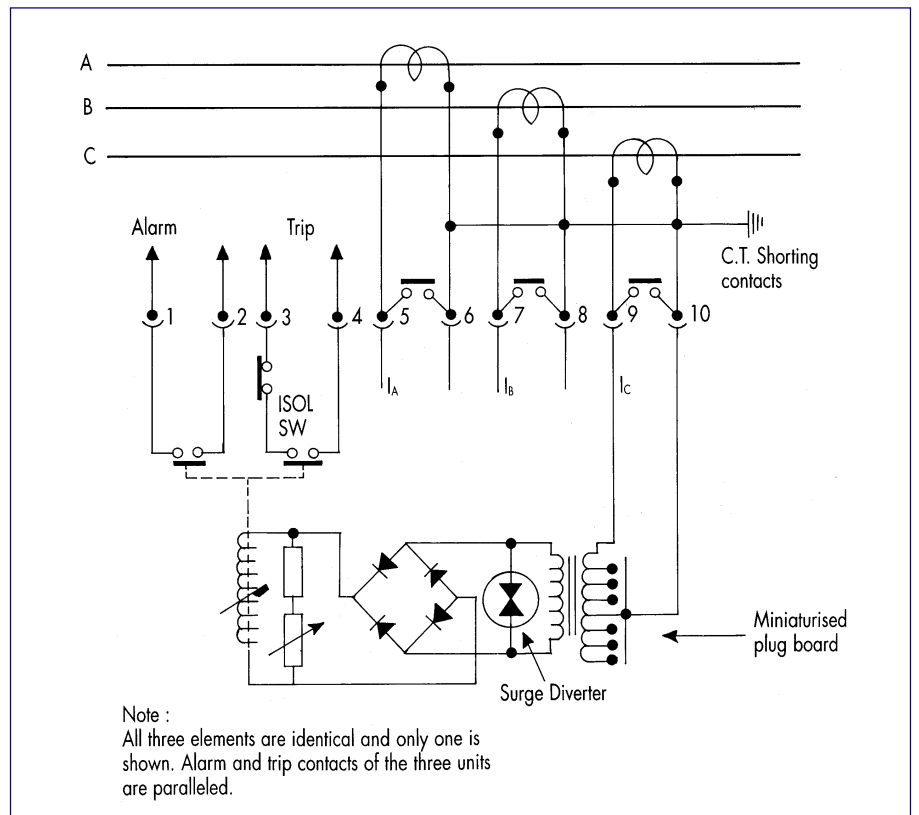 A
B
C
Alarm
Trip
C.T. Shorting
contacts
1
2
3
4
5
6
7
8
9
10
ISOL
SW
IA
IB
IC
Miniaturised
plug board
Surge Diverter
Note :
All three elements are identical and only one is
shown. Alarm and trip contacts of the three units
are paralleled.